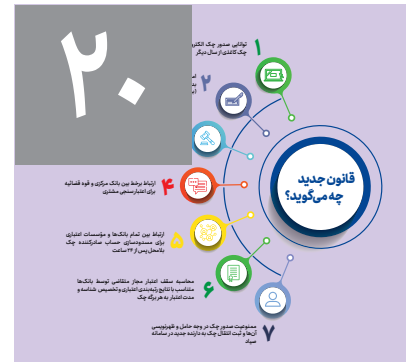 ۲۰
۱
توانایی صدور چک
چک کاغذی از سال دیگر
۲
قانون جدید
چه می‌گوید؟
۴
ارتباط برخط بین بانک مرکزی و قوه قضائیه
برای اعتبارسنجی مشتری
۵
ارتباط بین تمام بانک‌ها و مؤسسات اعتباری
برای مسدودسازی حساب صادرکننده چک
بلامحل پس از ۲۴ ساعت
۶
محاسبه سقف اعتبار مجاز متقاضی توسط بانک‌ها
متناسب با نتایج رتبه‌بندی اعتباری و تخصیص شناسه و
مدت اعتبار به هر برگه چک
۷
ممنوعیت صدور چک در وجه حامل و ظهرنویسی
آن‌ها و ثبت انتقال چک به دارنده جدید در سامانه
صیاد